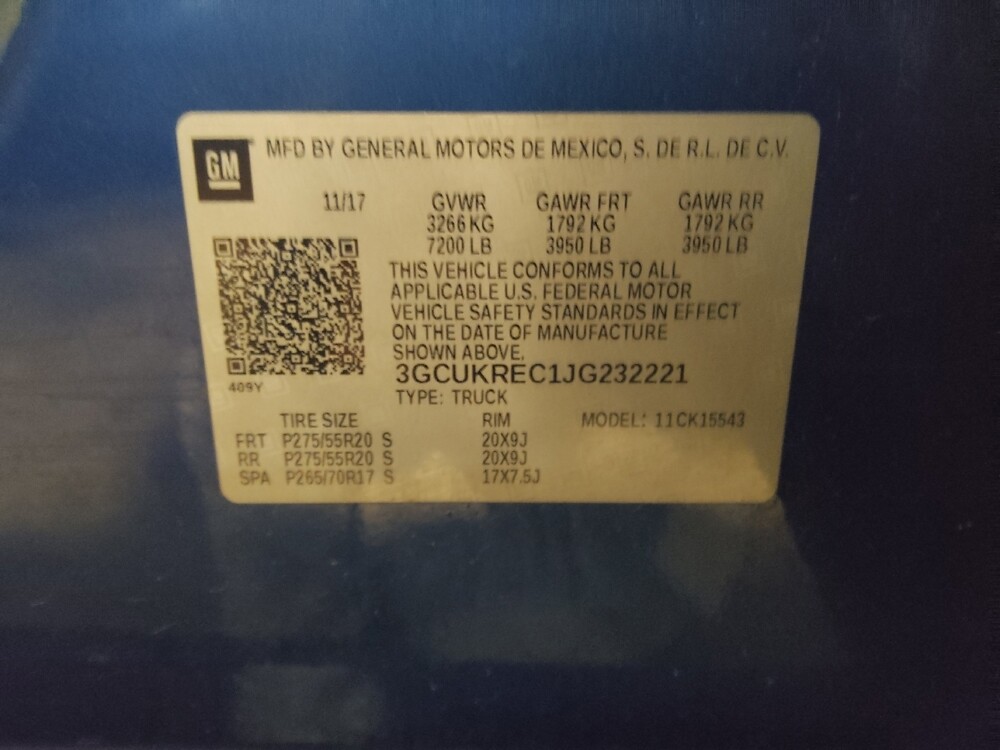 GM MFD BY GENERAL MOTORS DE MEXICO, S. DE R.L. DE C.V.
11/17 GVWR GAWR FRT GAWR RR
3266 KG 1792 KG 1792 KG
7200 LB 3950 LB 3950 LB
THIS VEHICLE CONFORMS TO ALL
APPLICABLE U.S. FEDERAL MOTOR
VEHICLE SAFETY STANDARDS IN EFFECT
ON THE DATE OF MANUFACTURE
SHOWN ABOVE.
3GCUKREC1JG232221
409Y
TYPE: TRUCK
TIRE SIZE RIM MODEL: 11CK15543
FRT P275/55R20 S 20X9J
RR P275/55R20 S 20X9J
SPA P265/70R17 S 17X7.5J